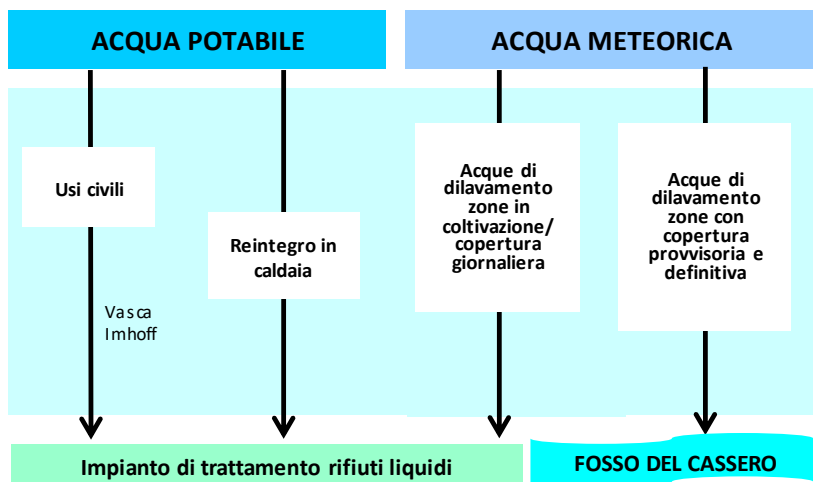 ACQUA POTABILE
ACQUA METEORICA
Usi civili
Reintegro in
caldaia
Vasca
Imhoff
Acque di
dilavamento
zone in
coltivazione/
copertura
giornaliera
Acque di
dilavamento
zone con
copertura
provvisoria e
definitiva
Impianto di trattamento rifiuti liquidi
FOSSO DEL CASSERO